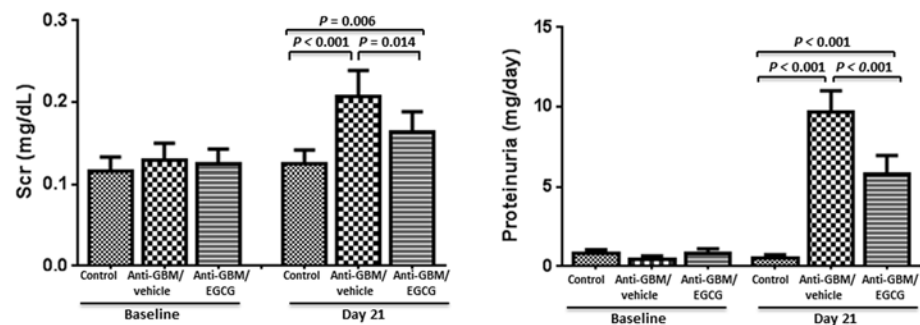 Scr (mg/dL)
0.3
0.2
0.1
0.0
P = 0.006
P < 0.001
P = 0.014
Control
Anti-GBM/
vehicle
Anti-GBM/
EGCG
Control
Anti-GBM/
vehicle
Anti-GBM/
EGCG
Baseline
Day 21
Proteinuria (mg/day)
15
10
5
0
P < 0.001
P < 0.001
P < 0.001
Control
Anti-GBM/
vehicle
Anti-GBM/
EGCG
Control
Anti-GBM/
vehicle
Anti-GBM/
EGCG
Baseline
Day 21